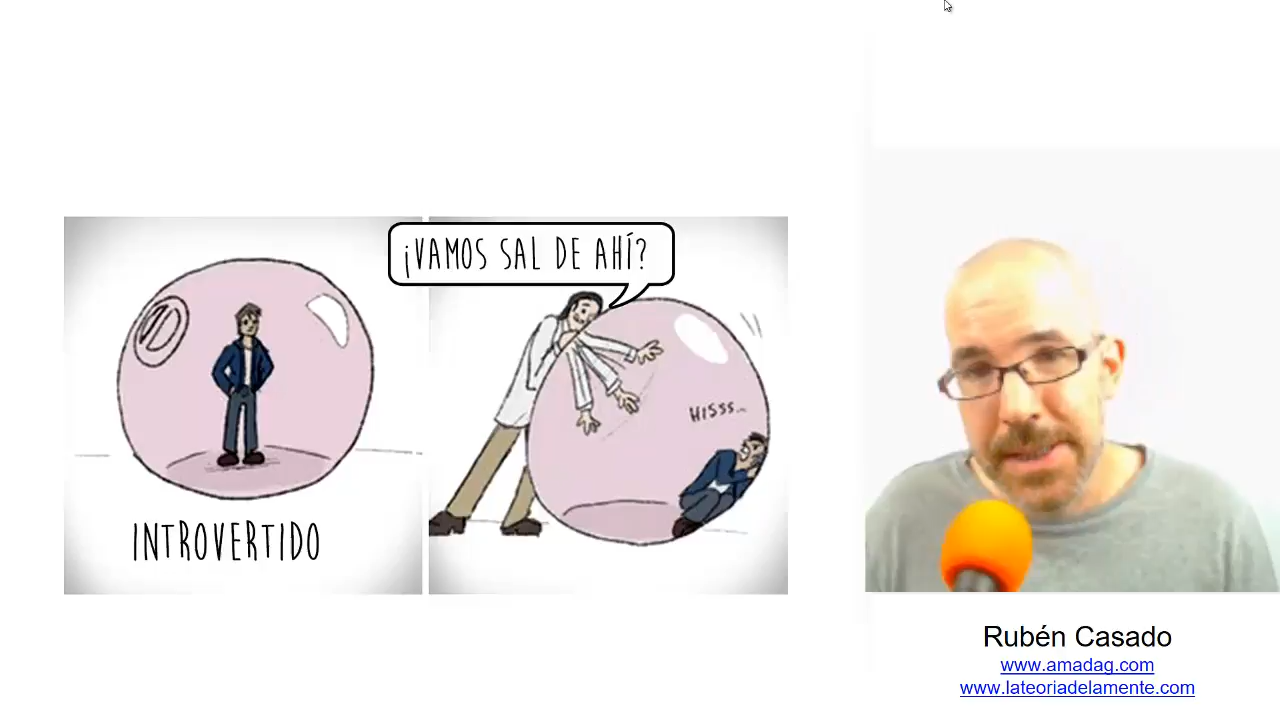 ¡VAMOS SAL DE AHÍ?
HISSS...
INTROVERTIDO
Rubén Casado
www.amadag.com
www.lateoriadelamente.com